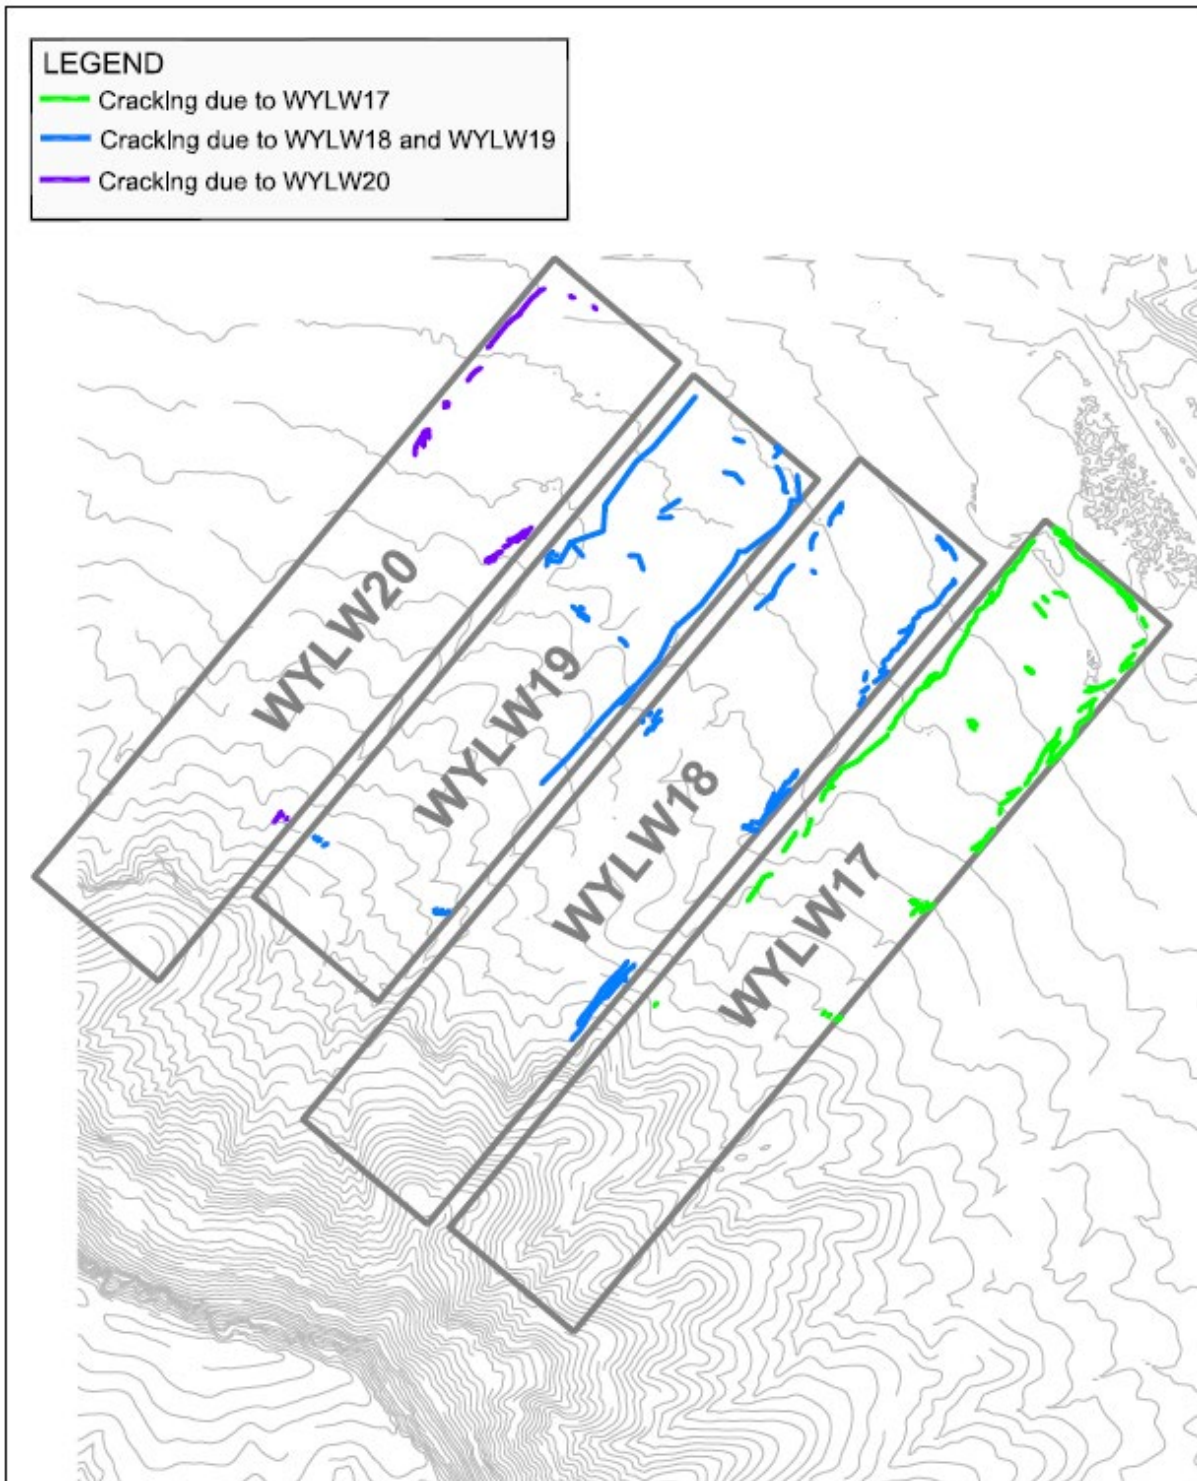 LEGEND
Cracking due to WYLW17
Cracking due to WYLW18 and WYLW19
Cracking due to WYLW20
WYLW20
WYLW19
WYLW18
WYLW17